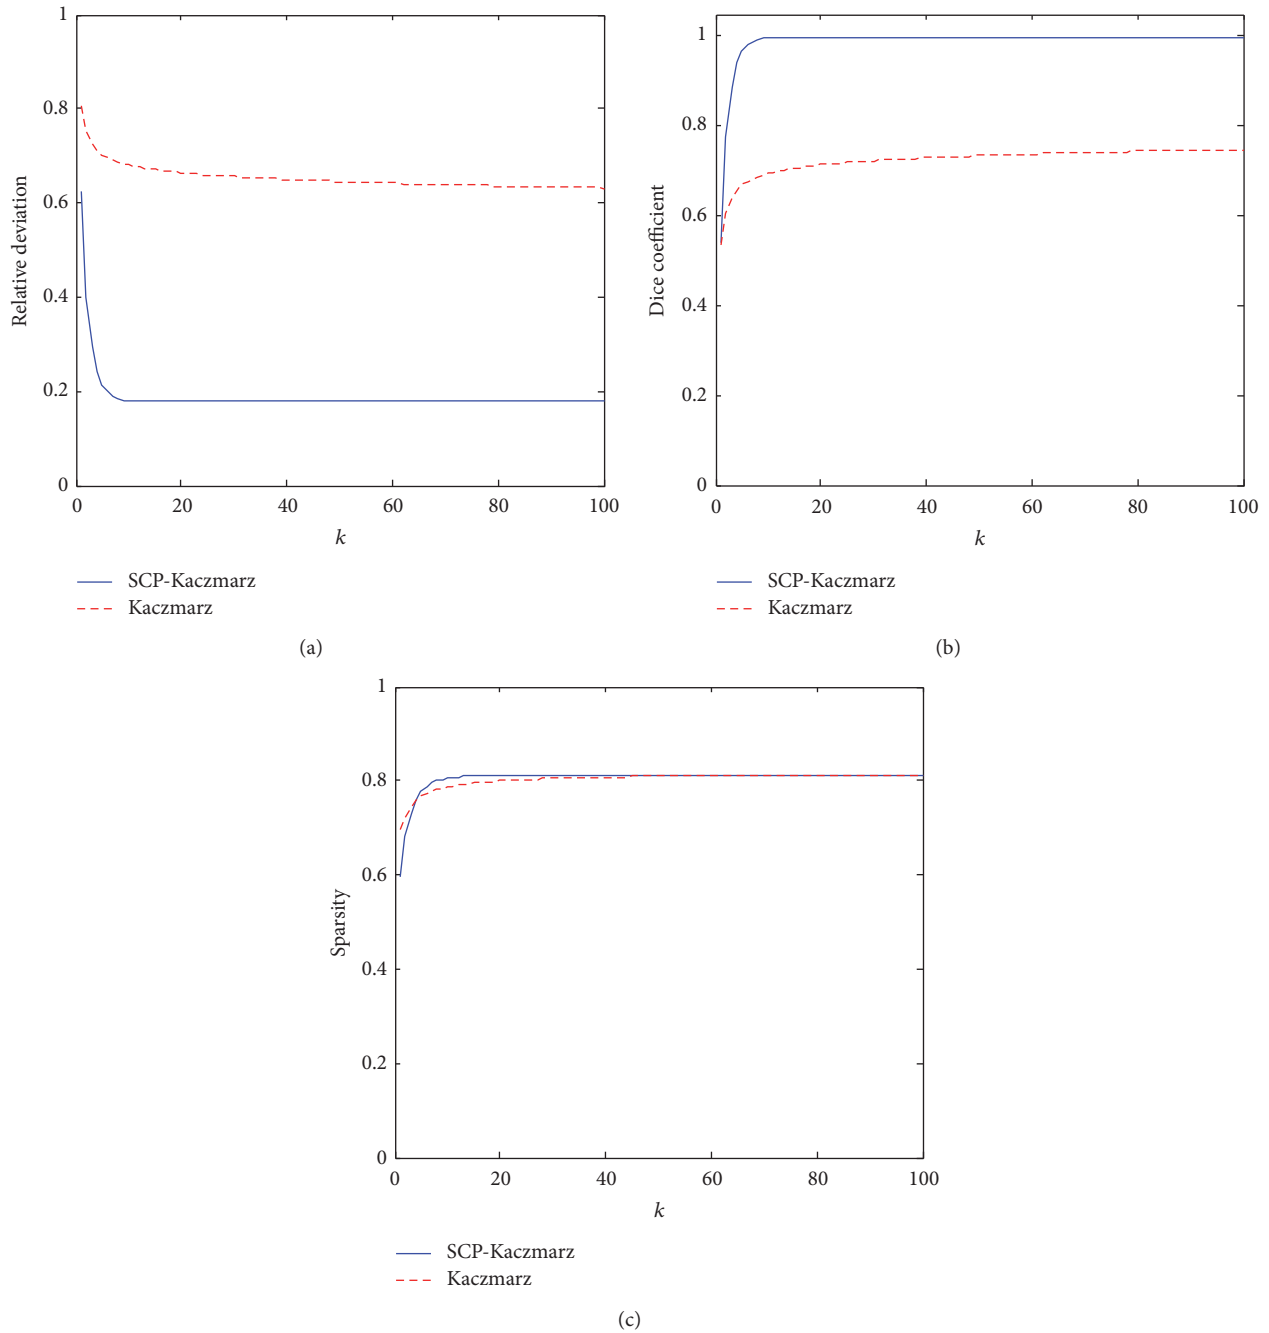 1
0.8
0.6
0.4
0.2
0
Relative deviation
0 20 40 60 80 100
k
SCP-Kaczmarz
Kaczmarz
(a)
1
0.8
0.6
0.4
0.2
0
Dice coefficient
0 20 40 60 80 100
k
SCP-Kaczmarz
Kaczmarz
(b)
1
0.8
0.6
0.4
0.2
0
Sparsity
0 20 40 60 80 100
k
SCP-Kaczmarz
Kaczmarz
(c)